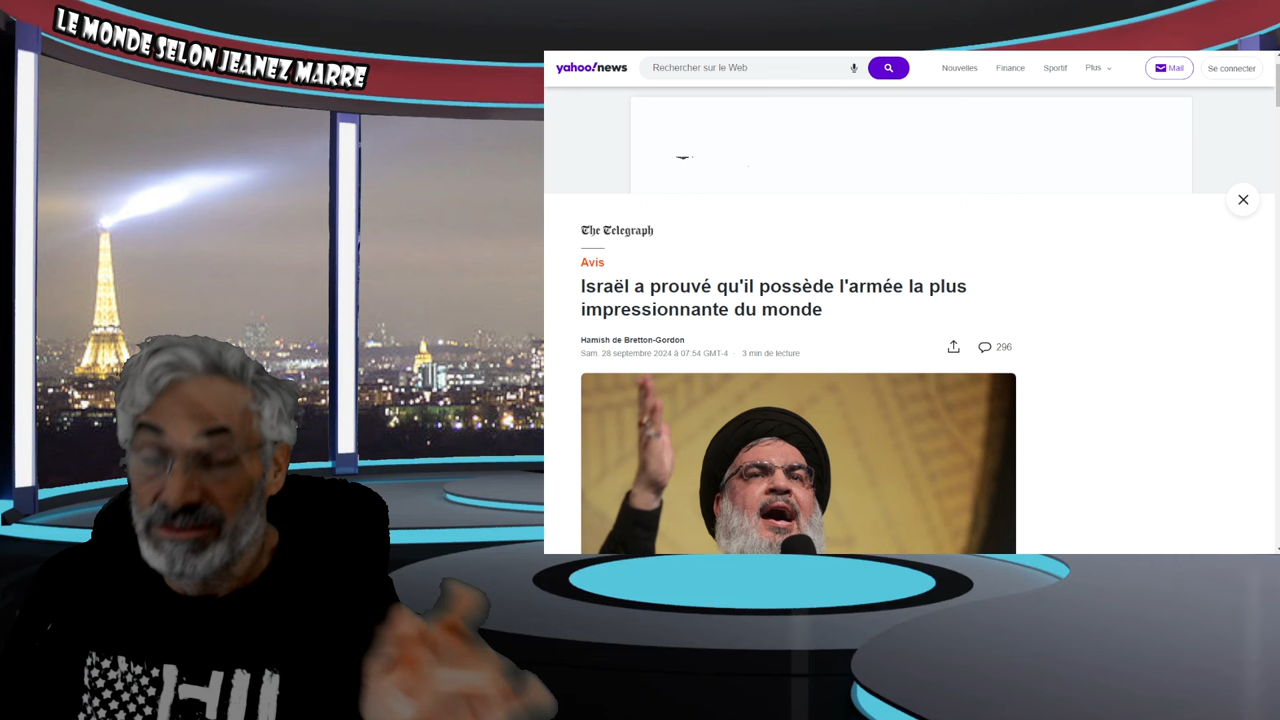 LE MONDE SELON JEANEZ MARRE
yahoo!news
Rechercher sur le Web
Nouvelles
Finance
Sportif
Plus
Mail
Se connecter
The Telegraph
Avis
Israël a prouvé qu'il possède l'armée la plus
impressionnante du monde
Hamish de Bretton-Gordon
Sam. 28 septembre 2024 à 07:54 GMT-4 · 3 min de lecture
296